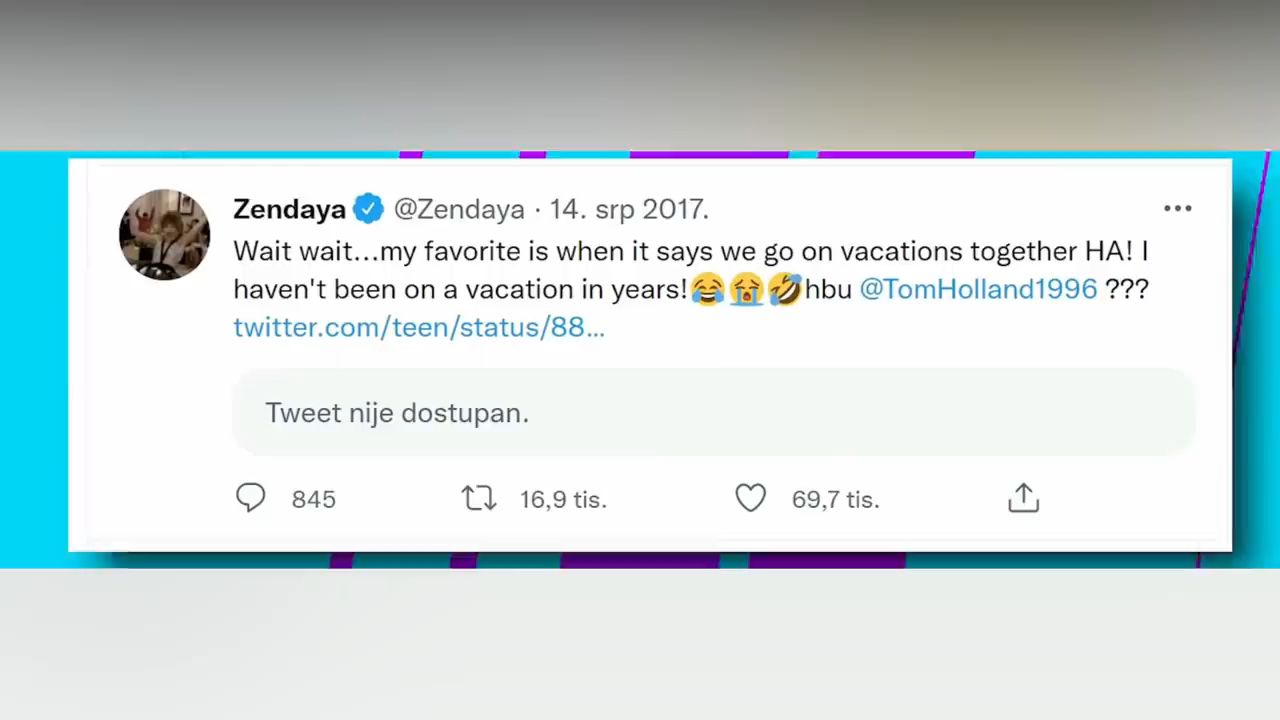 Zendaya @Zendaya · 14. srp 2017.
Wait wait...my favorite is when it says we go on vacations together HA! I
haven't been on a vacation in years!😂😭🤣hbu @TomHolland1996 ???
twitter.com/teen/status/88...
Tweet nije dostupan.
845 16,9 tis. 69,7 tis.